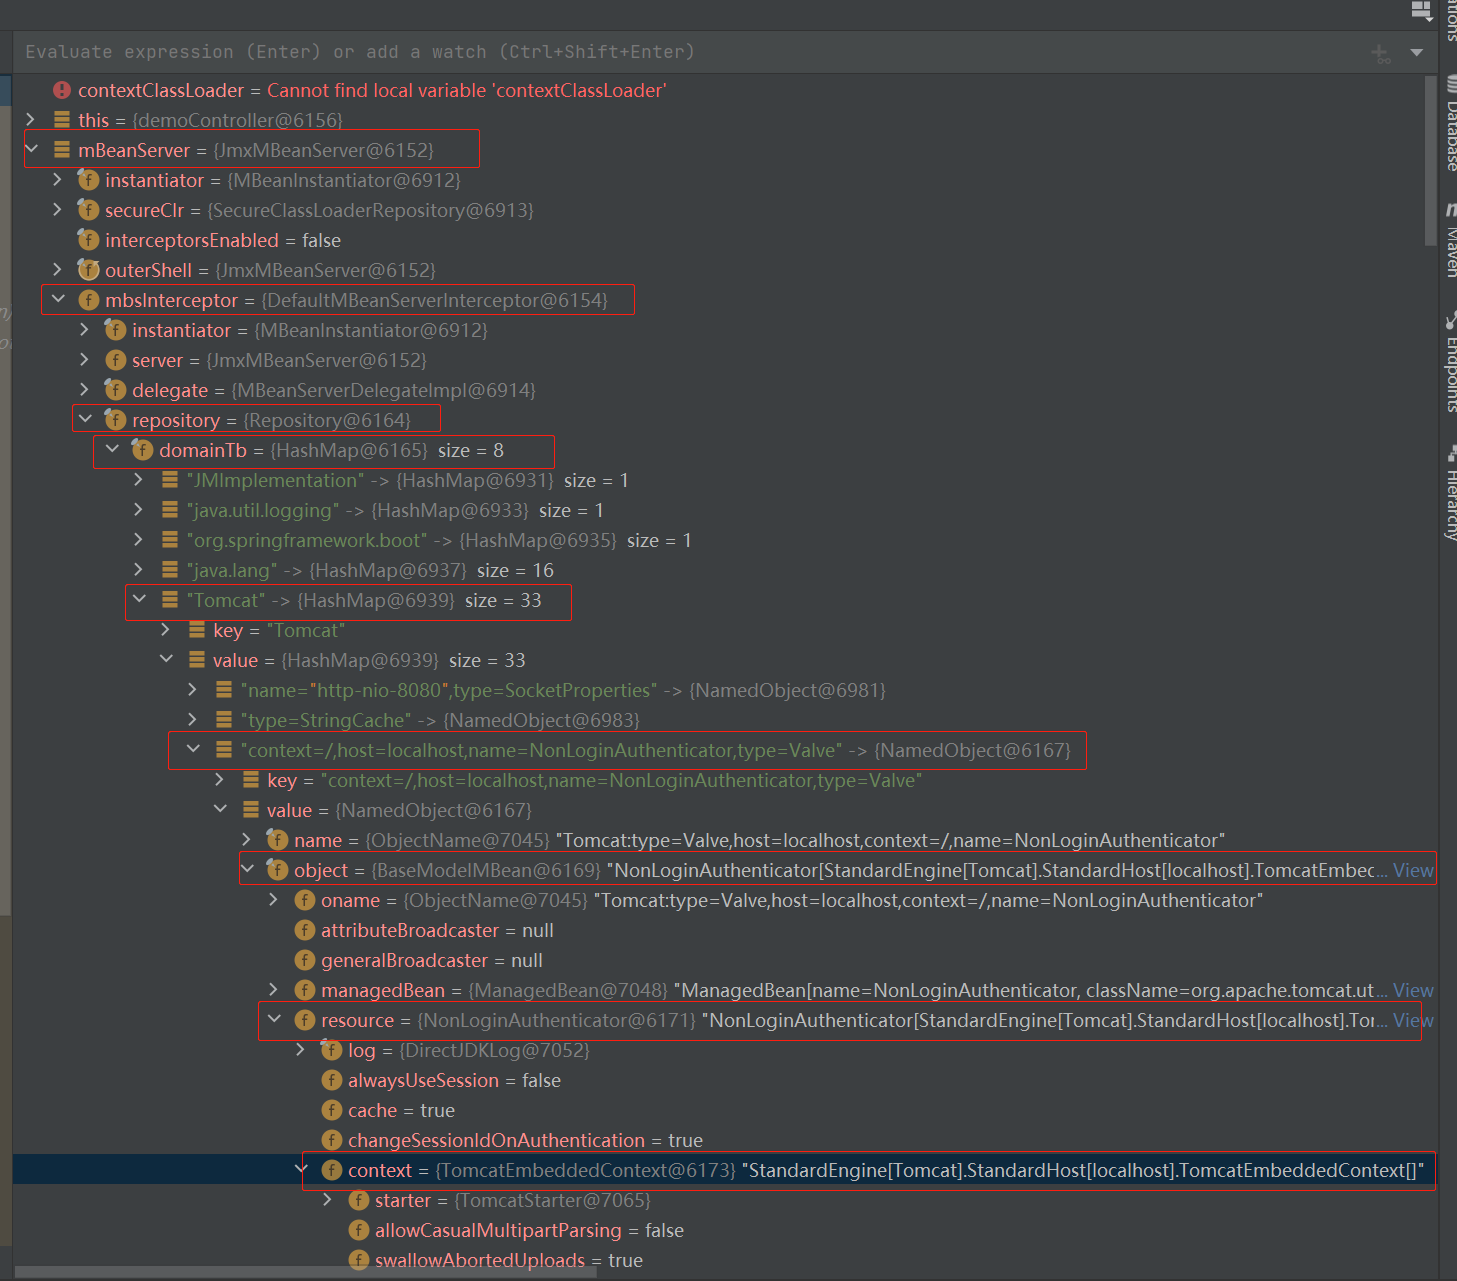 Evaluate expression (Enter) or add a watch (Ctrl+Shift+Enter)
contextClassLoader = Cannot find local variable 'contextClassLoader'
this = {demoController@6156}
mBeanServer = {JmxMBeanServer@6152}
instantiator = {MBeanInstantiator@6912}
secureClr = {SecureClassLoaderRepository@6913}
interceptorsEnabled = false
outerShell = {JmxMBeanServer@6152}
mbsInterceptor = {DefaultMBeanServerInterceptor@6154}
instantiator = {MBeanInstantiator@6912}
server = {JmxMBeanServer@6152}
delegate = {MBeanServerDelegateImpl@6914}
repository = {Repository@6164}
domainTb = {HashMap@6165} size = 8
"JMImplementation" -> {HashMap@6931} size = 1
"java.util.logging" -> {HashMap@6933} size = 1
"org.springframework.boot" -> {HashMap@6935} size = 1
"java.lang" -> {HashMap@6937} size = 16
"Tomcat" -> {HashMap@6939} size = 33
key = "Tomcat"
value = {HashMap@6939} size = 33
"name="http-nio-8080",type=SocketProperties" -> {NamedObject@6981}
"type=StringCache" -> {NamedObject@6983}
"context=/,host=localhost,name=NonLoginAuthenticator,type=Valve" -> {NamedObject@6167}
key = "context=/,host=localhost,name=NonLoginAuthenticator,type=Valve"
value = {NamedObject@6167}
name = {ObjectName@7045} "Tomcat:type=Valve,host=localhost,context=/,name=NonLoginAuthenticator"
object = {BaseModelMBean@6169} "NonLoginAuthenticator[StandardEngine[Tomcat].StandardHost[localhost].TomcatEmbec... View
oname = {ObjectName@7045} "Tomcat:type=Valve,host=localhost,context=/,name=NonLoginAuthenticator"
attributeBroadcaster = null
generalBroadcaster = null
managedBean = {ManagedBean@7048} "ManagedBean[name=NonLoginAuthenticator, className=org.apache.tomcat.ut... View
resource = {NonLoginAuthenticator@6171} "NonLoginAuthenticator[StandardEngine[Tomcat].StandardHost[localhost].Tor... View
log = {DirectJDKLog@7052}
alwaysUseSession = false
cache = true
changeSessionIdOnAuthentication = true
context = {TomcatEmbeddedContext@6173} "StandardEngine[Tomcat].StandardHost[localhost].TomcatEmbeddedContext[]"
starter = {TomcatStarter@7065}
allowCasualMultipartParsing = false
swallowAbortedUploads = true
Database
Maven
Endpoints
Hierarchy